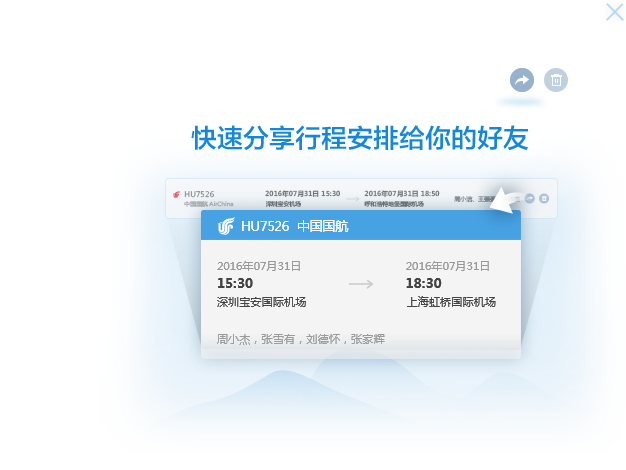 快速分享行程安排给你的好友
HU7526 2016年07月31日 15:30 2016年07月31日 18:50
中国国航 AirChina 深圳宝安机场 周小洁、王
HU7526 中国国航
2016年07月31日 2016年07月31日
15:30 18:30
深圳宝安国际机场 上海虹桥国际机场
周小杰，张雪有，刘德怀，张家辉